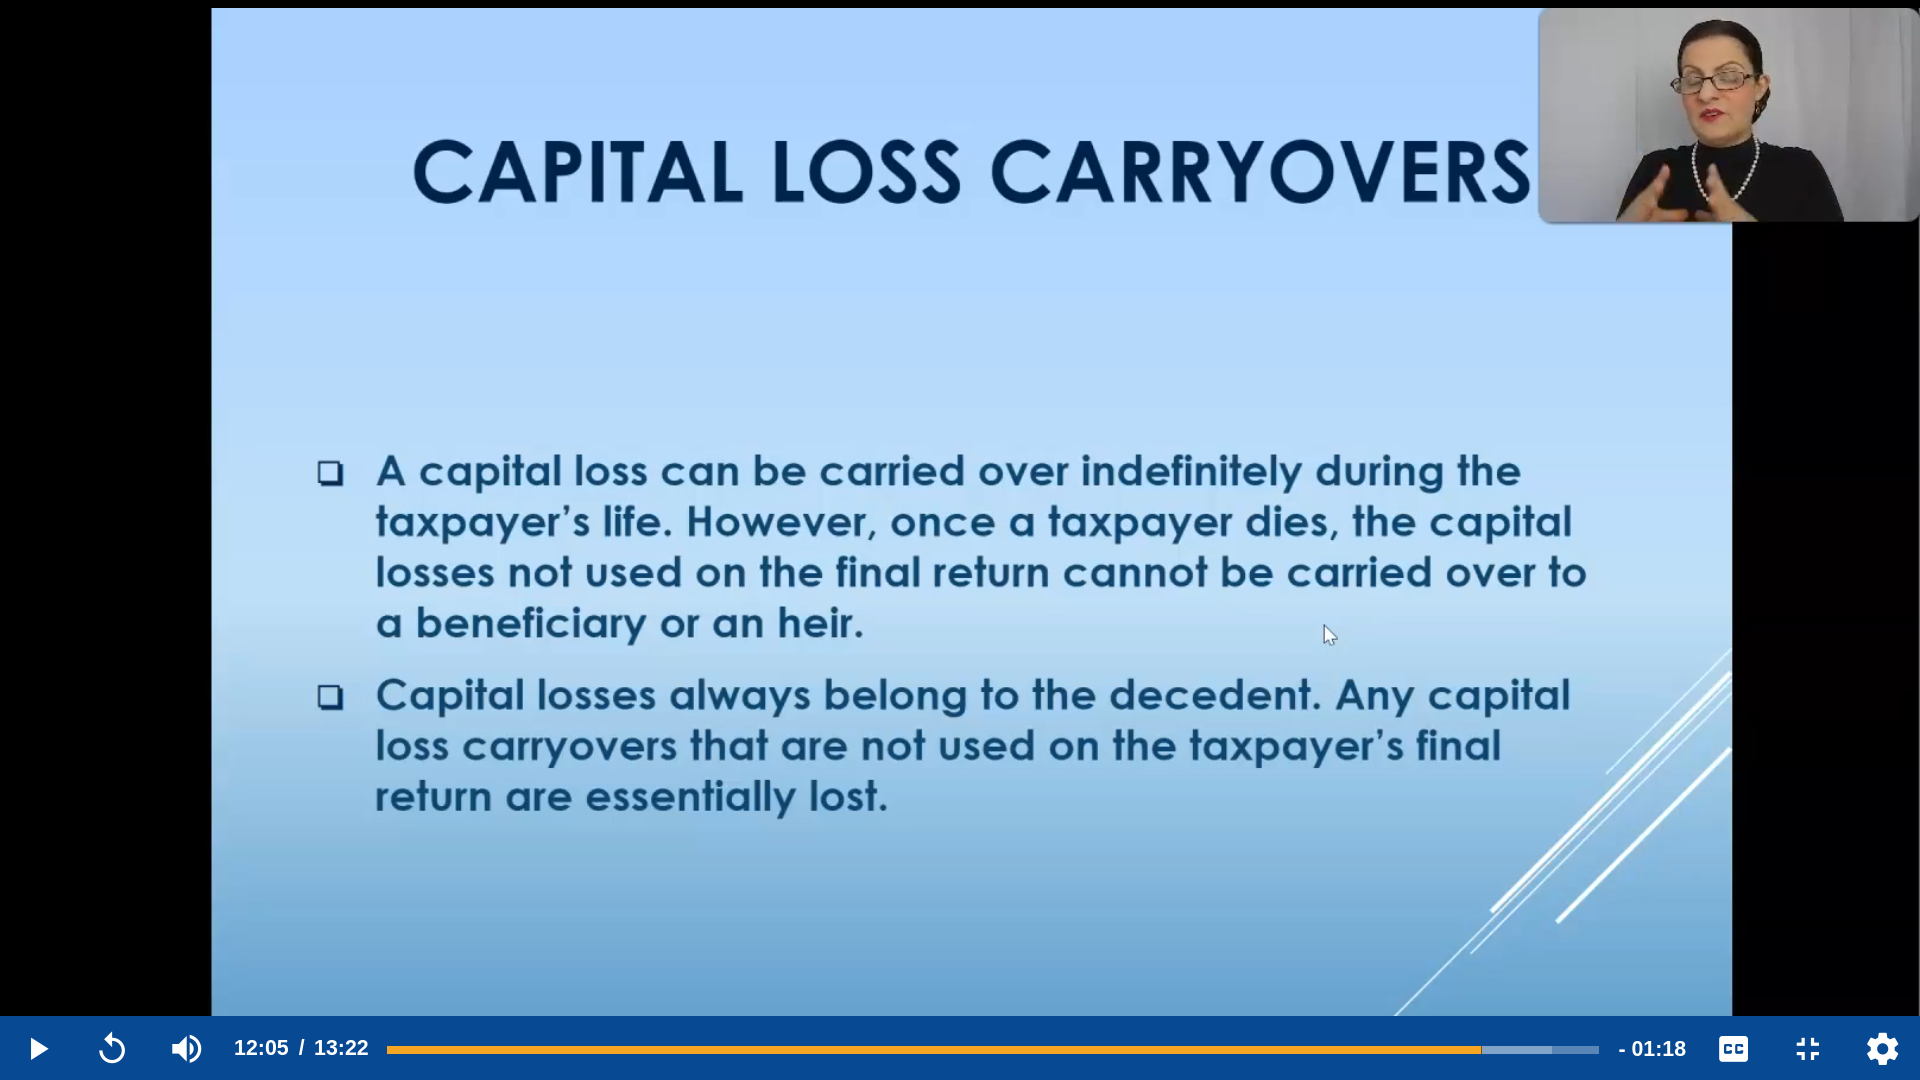 CAPITAL LOSS CARRYOVERS
❑ A capital loss can be carried over indefinitely during the
taxpayer’s life. However, once a taxpayer dies, the capital
losses not used on the final return cannot be carried over to
a beneficiary or an heir.
❑ Capital losses always belong to the decedent. Any capital
loss carryovers that are not used on the taxpayer’s final
return are essentially lost.
12:05 / 13:22 - 01:18 CC